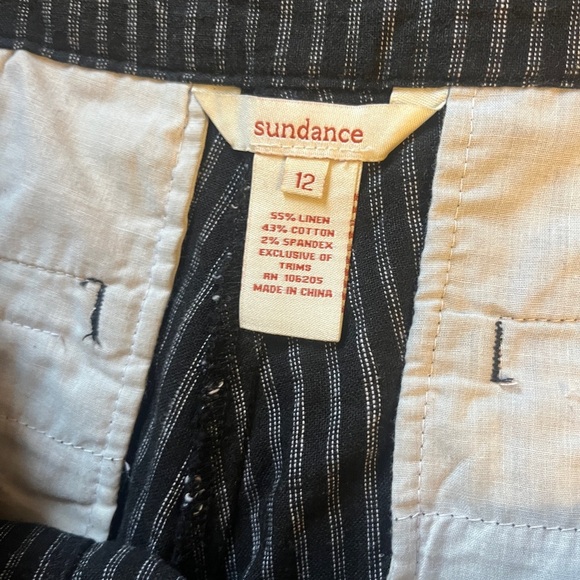 sundance
12
55% LINEN
43% COTTON
2% SPANDEX
EXCLUSIVE OF
TRIMS
RN 106205
MADE IN CHINA